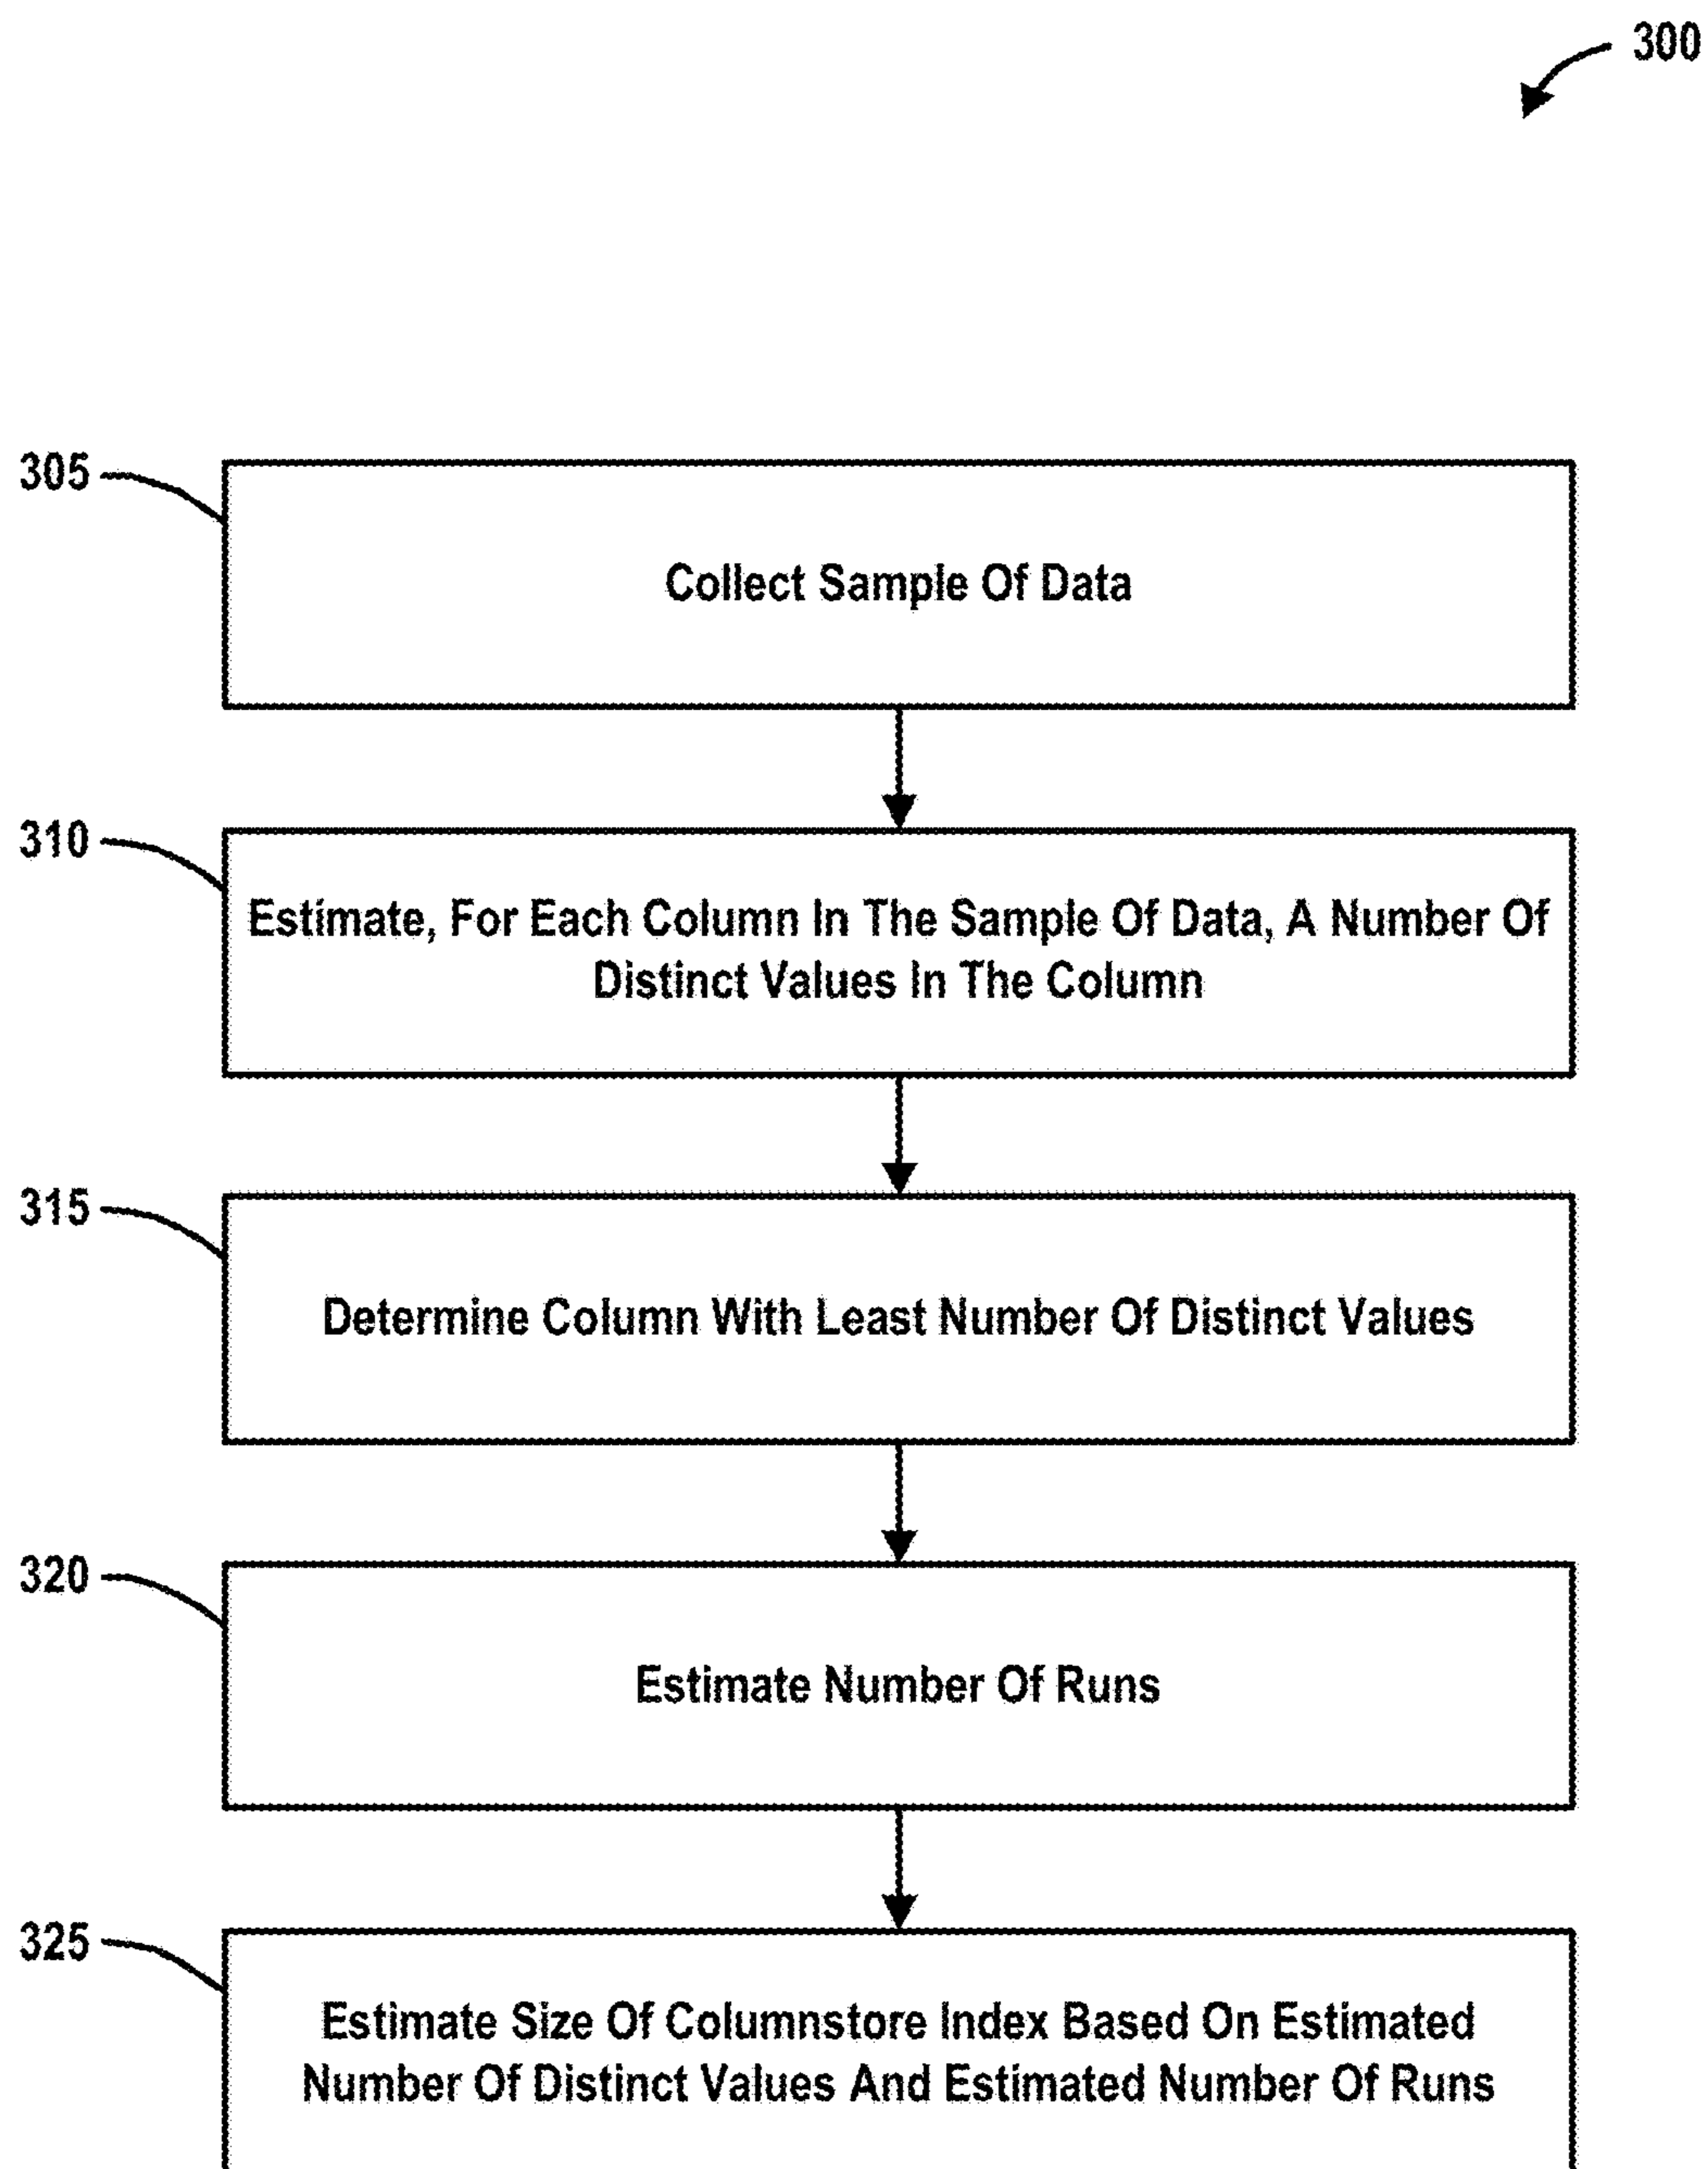 300
305
Collect Sample Of Data
310
Estimate, For Each Column In The Sample Of Data, A Number Of
Distinct Values In The Column
315
Determine Column With Least Number Of Distinct Values
320
Estimate Number Of Runs
325
Estimate Size Of Columnstore Index Based On Estimated
Number Of Distinct Values And Estimated Number Of Runs